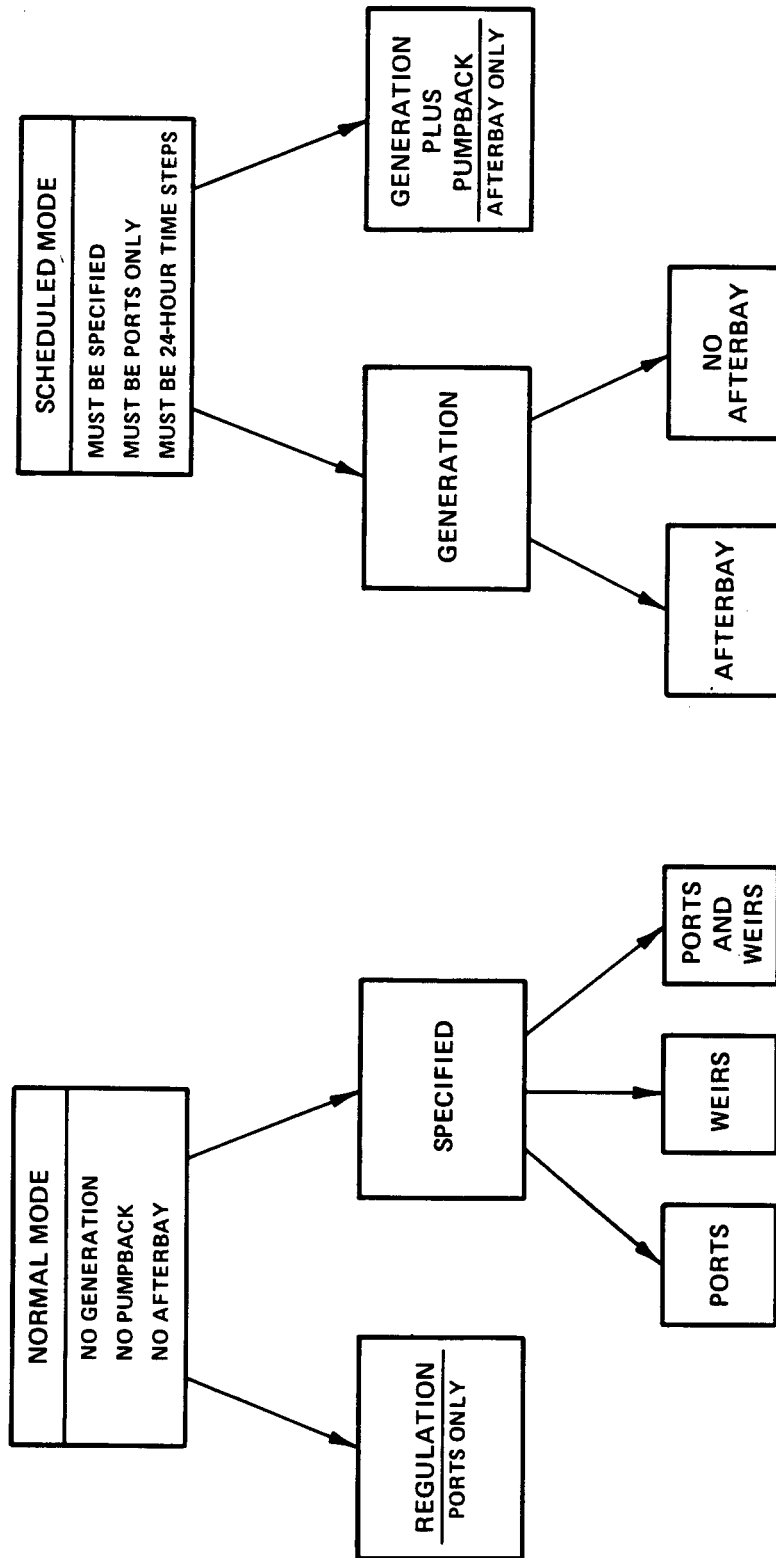 NORMAL MODE
NO GENERATION
NO PUMPBACK
NO AFTERBAY
REGULATION
PORTS ONLY
SPECIFIED
PORTS
WEIRS
PORTS
AND
WEIRS
SCHEDULED MODE
MUST BE SPECIFIED
MUST BE PORTS ONLY
MUST BE 24-HOUR TIME STEPS
GENERATION
GENERATION
PLUS
PUMPBACK
AFTERBAY ONLY
AFTERBAY
NO
AFTERBAY